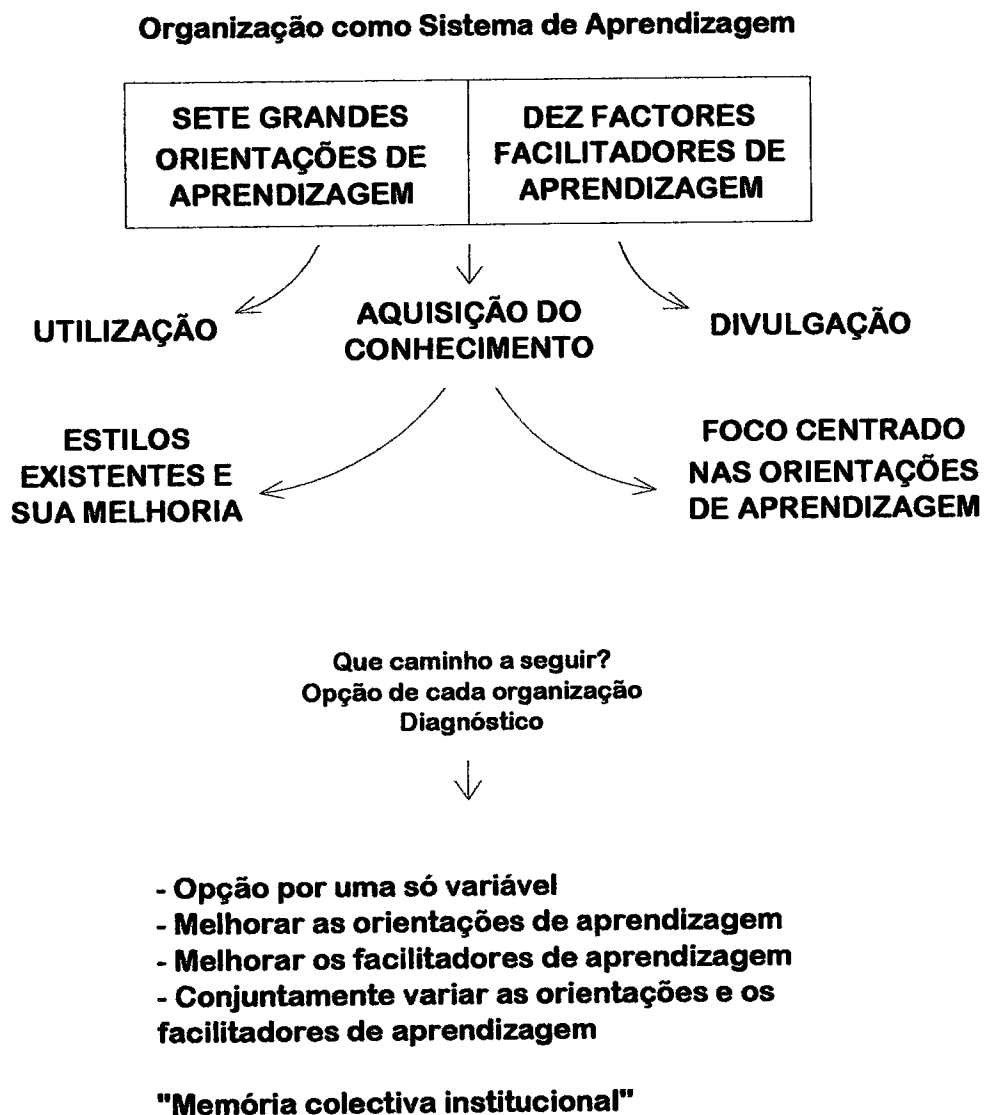 Organização como Sistema de Aprendizagem
SETE GRANDES
ORIENTAÇÕES DE
APRENDIZAGEM
DEZ FACTORES
FACILITADORES DE
APRENDIZAGEM
UTILIZAÇÃO
AQUISIÇÃO DO
CONHECIMENTO
DIVULGAÇÃO
ESTILOS
EXISTENTES E
SUA MELHORIA
FOCO CENTRADO
NAS ORIENTAÇÕES
DE APRENDIZAGEM
Que caminho a seguir?
Opção de cada organização
Diagnóstico
- Opção por uma só variável
- Melhorar as orientações de aprendizagem
- Melhorar os facilitadores de aprendizagem
- Conjuntamente variar as orientações e os
facilitadores de aprendizagem
"Memória colectiva institucional"